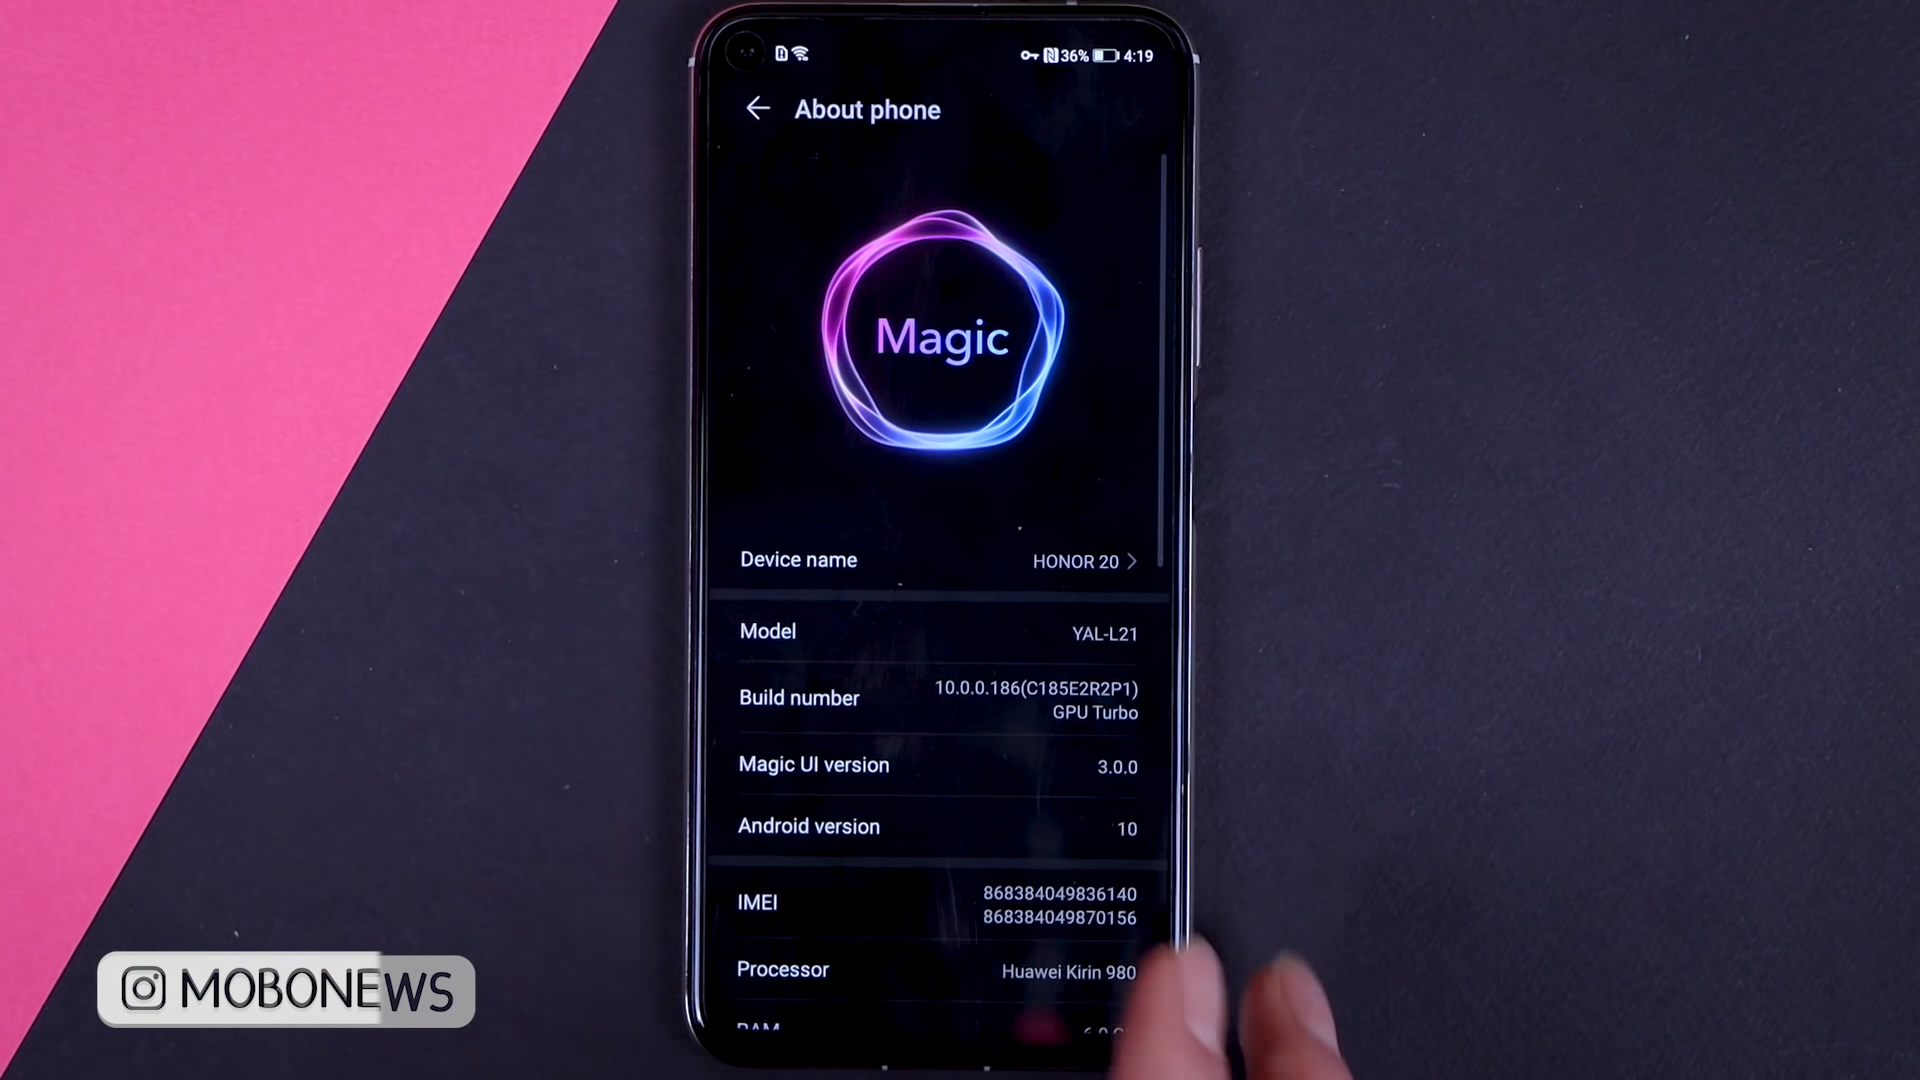 36% 4:19
About phone
Magic
Device name HONOR 20
Model YAL-L21
Build number 10.0.0.186(C185E2R2P1)
GPU Turbo
Magic UI version 3.0.0
Android version 10
IMEI 868384049836140
868384049870156
Processor Huawei Kirin 980
RAM
MOBONEWS